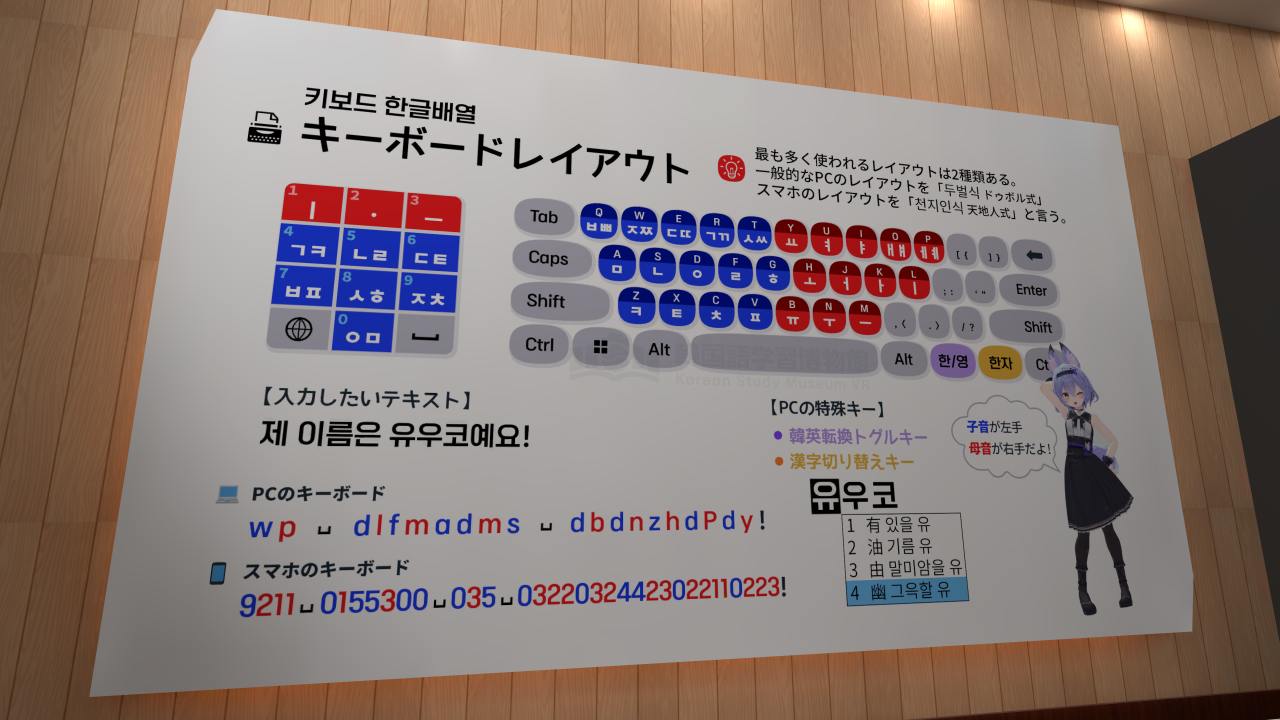 키보드 한글배열
キーボードレイアウト
最も多く使われるレイアウトは2種類ある。
一般的なPCのレイアウトを「두벌식 ドゥボル式」
スマホのレイアウトを「천지인식 天地人式」と言う。
1 ㅣ 2 · 3 ㅡ
4 ㄱㅋ 5 ㄴㄹ 6 ㄷㅌ
7 ㅂㅍ 8 ㅅㅎ 9 ㅈㅊ
0 ㅇㅁ
Tab Q ㅂㅃ W ㅈㅉ E ㄷㄸ R ㄱㄲ T ㅅㅆ Y ㅛ U ㅕ I ㅑ O ㅐㅒ P ㅔㅖ [ { ] }
Caps A ㅁ S ㄴ D ㅇ F ㄹ G ㅎ H ㅗ J ㅓ K ㅏ L ㅣ ; : ' " Enter
Shift Z ㅋ X ㅌ C ㅊ V ㅍ B ㅠ N ㅜ M ㅡ , < . > / ? Shift
Ctrl Alt Alt 한/영 한자 Ct
韓国語学習博物館
Korean Study Museum VR
【入力したいテキスト】
제 이름은 유우코예요!
PCのキーボード
wp ␣ dlfmadms ␣ dbdnzhdPdy!
スマホのキーボード
9211␣0155300␣035␣03220324423022110223!
【PCの特殊キー】
韓英転換トグルキー
漢字切り替えキー
유우코
1 有 있을 유
2 油 기름 유
3 由 말미암을 유
4 幽 그윽할 유
子音が左手
母音が右手だよ!